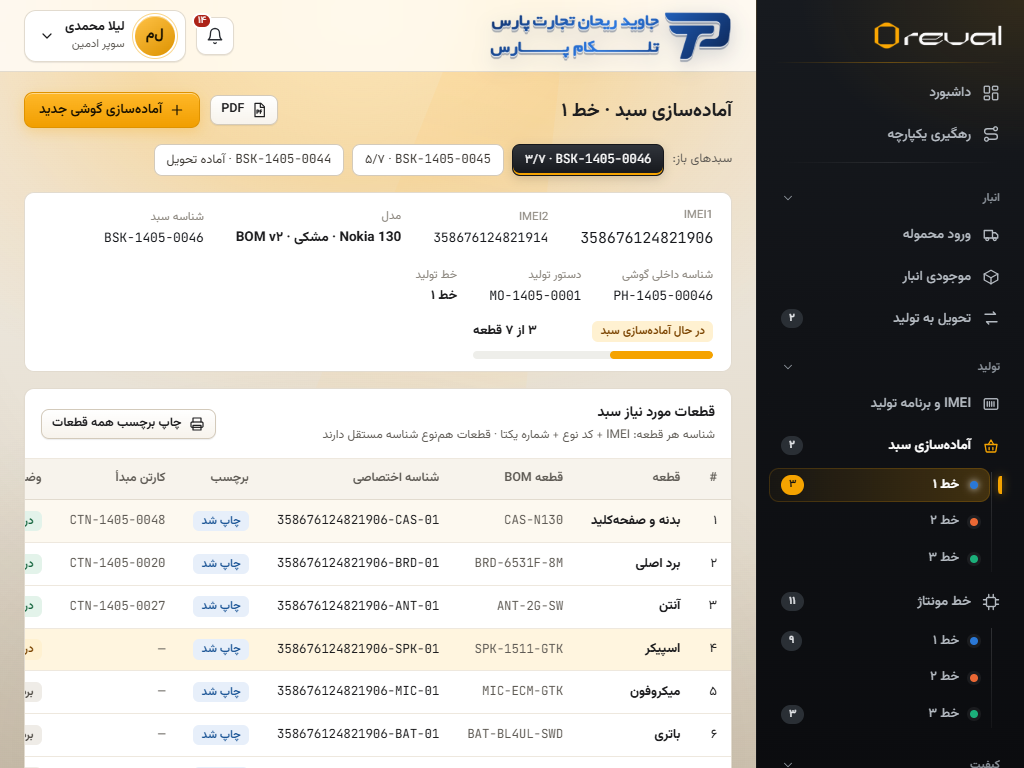 oreval
داشبورد
رهگیری یکپارچه
انبار
ورود محموله
موجودی انبار
تحویل به تولید ۲
تولید
IMEI و برنامه تولید
آماده‌سازی سبد ۲
خط ۱ ۳
خط ۲
خط ۳
خط مونتاژ ۱۱
خط ۱ ۹
خط ۲
خط ۳ ۳
کیفیت
جاوید ریحان تجارت پارس
تلکام پارس
۱۴
لیلا محمدی
سوپر ادمین
ل‌م
آماده‌سازی سبد · خط ۱
PDF
آماده‌سازی گوشی جدید
سبدهای باز:
BSK-1405-0046 · ۳/۷
BSK-1405-0045 · ۵/۷
BSK-1405-0044 · آماده تحویل
IMEI1
358676124821906
IMEI2
358676124821914
مدل
Nokia 130 · مشکی · BOM v۲
شناسه سبد
BSK-1405-0046
شناسه داخلی گوشی
PH-1405-00046
دستور تولید
MO-1405-0001
خط تولید
خط ۱
در حال آماده‌سازی سبد
۳ از ۷ قطعه
قطعات مورد نیاز سبد
شناسه هر قطعه: IMEI + کد نوع + شماره یکتا · قطعات هم‌نوع شناسه مستقل دارند
چاپ برچسب همه قطعات
# قطعه قطعه BOM شناسه اختصاصی برچسب کارتن مبدأ
۱ بدنه و صفحه‌کلید CAS-N130 358676124821906-CAS-01 چاپ شد CTN-1405-0048
۲ برد اصلی BRD-6531F-8M 358676124821906-BRD-01 چاپ شد CTN-1405-0020
۳ آنتن ANT-2G-SW 358676124821906-ANT-01 چاپ شد CTN-1405-0027
۴ اسپیکر SPK-1511-GTK 358676124821906-SPK-01 چاپ شد —
۵ میکروفون MIC-ECM-GTK 358676124821906-MIC-01 چاپ شد —
۶ باتری BAT-BL4UL-SWD 358676124821906-BAT-01 چاپ شد —